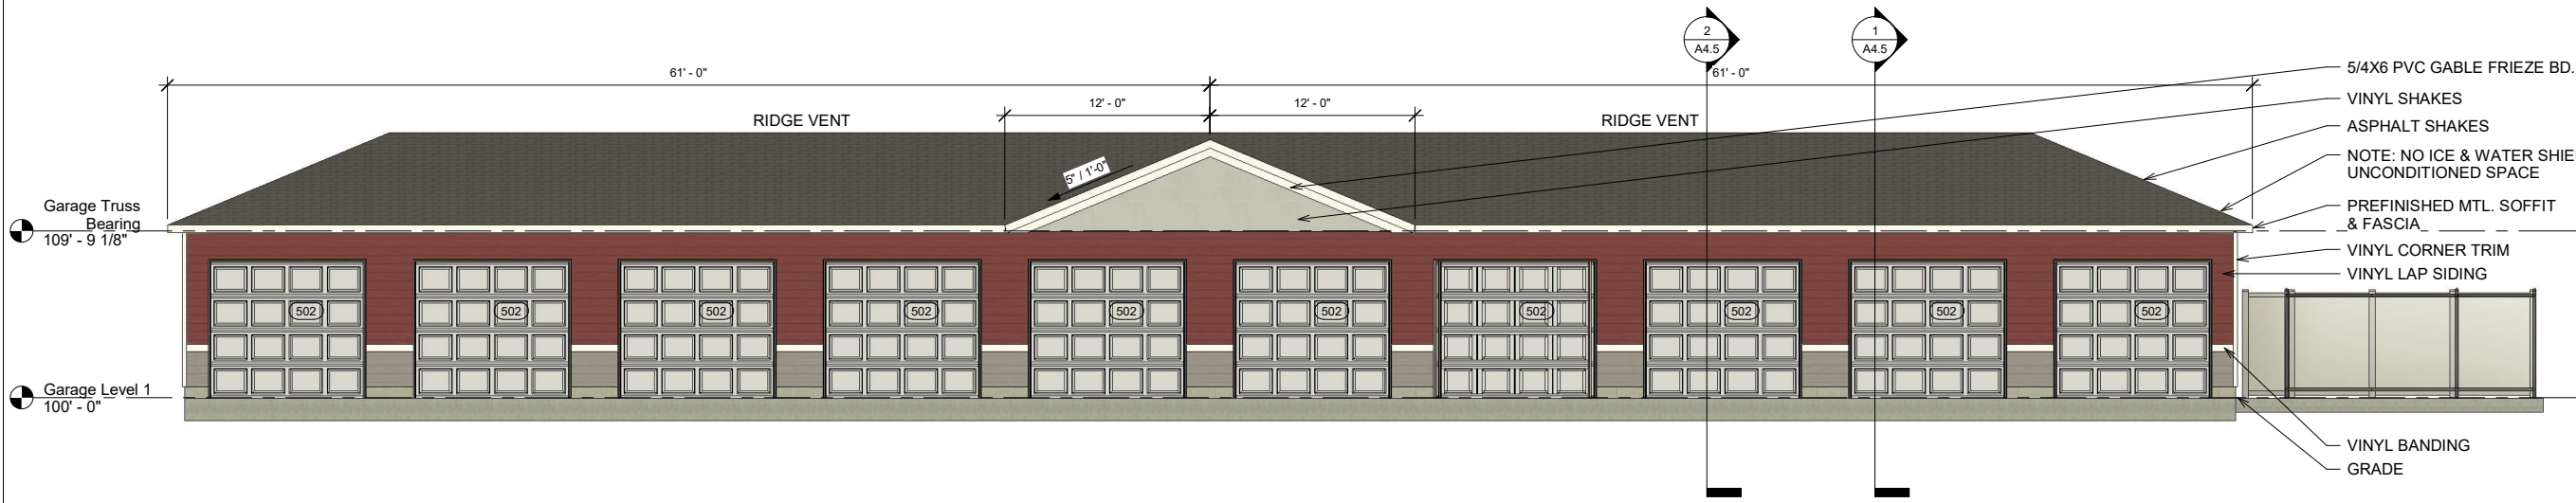 2
A4.5
1
A4.5
61' - 0"
61' - 0"
12' - 0"
12' - 0"
RIDGE VENT
RIDGE VENT
5" / 1'-0"
5/4X6 PVC GABLE FRIEZE BD.
VINYL SHAKES
ASPHALT SHAKES
NOTE: NO ICE & WATER SHIE
UNCONDITIONED SPACE
PREFINISHED MTL. SOFFIT
& FASCIA
VINYL CORNER TRIM
VINYL LAP SIDING
Garage Truss
Bearing
109' - 9 1/8"
502
502
502
502
502
502
502
502
502
502
Garage Level 1
100' - 0"
VINYL BANDING
GRADE